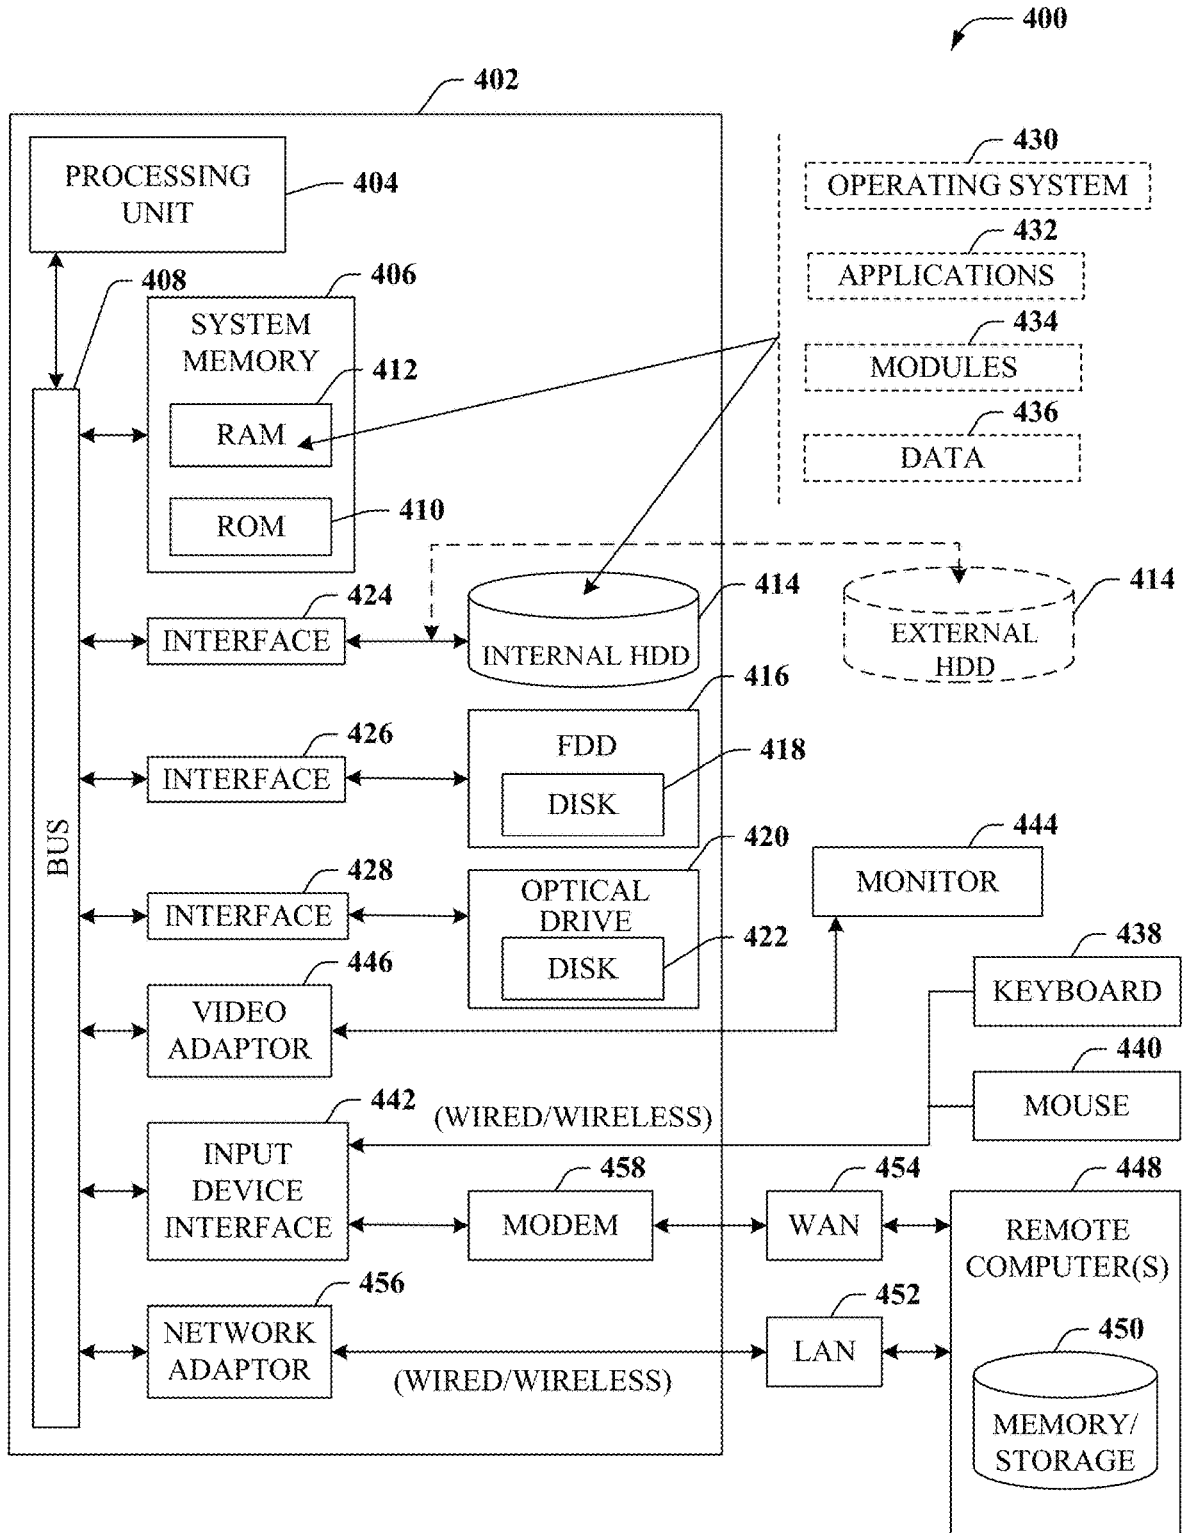 400
402
PROCESSING
UNIT
404
430
OPERATING SYSTEM
432
APPLICATIONS
434
MODULES
436
DATA
408
406
SYSTEM
MEMORY
412
RAM
410
ROM
424
INTERFACE
414
INTERNAL HDD
414
EXTERNAL
HDD
426
INTERFACE
416
FDD
418
DISK
BUS
428
INTERFACE
420
OPTICAL
DRIVE
422
DISK
444
MONITOR
446
VIDEO
ADAPTOR
438
KEYBOARD
440
MOUSE
442
INPUT
DEVICE
INTERFACE
(WIRED/WIRELESS)
458
MODEM
454
WAN
448
REMOTE
COMPUTER(S)
456
NETWORK
ADAPTOR
(WIRED/WIRELESS)
452
LAN
450
MEMORY/
STORAGE